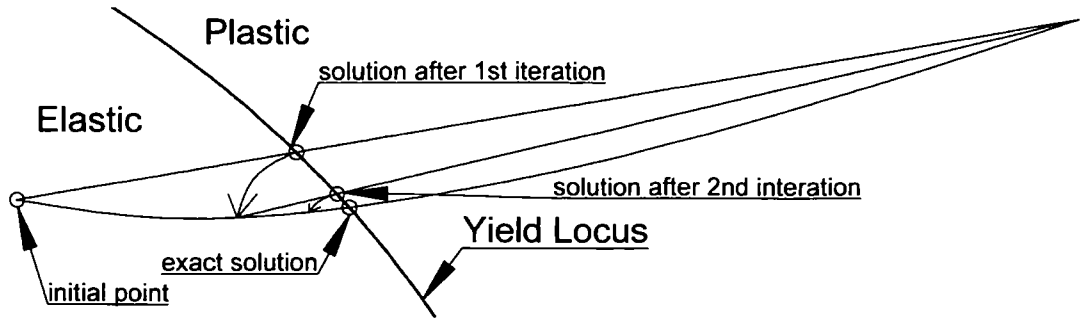 Plastic
solution after 1st iteration
Elastic
solution after 2nd interation
Yield Locus
exact solution
initial point